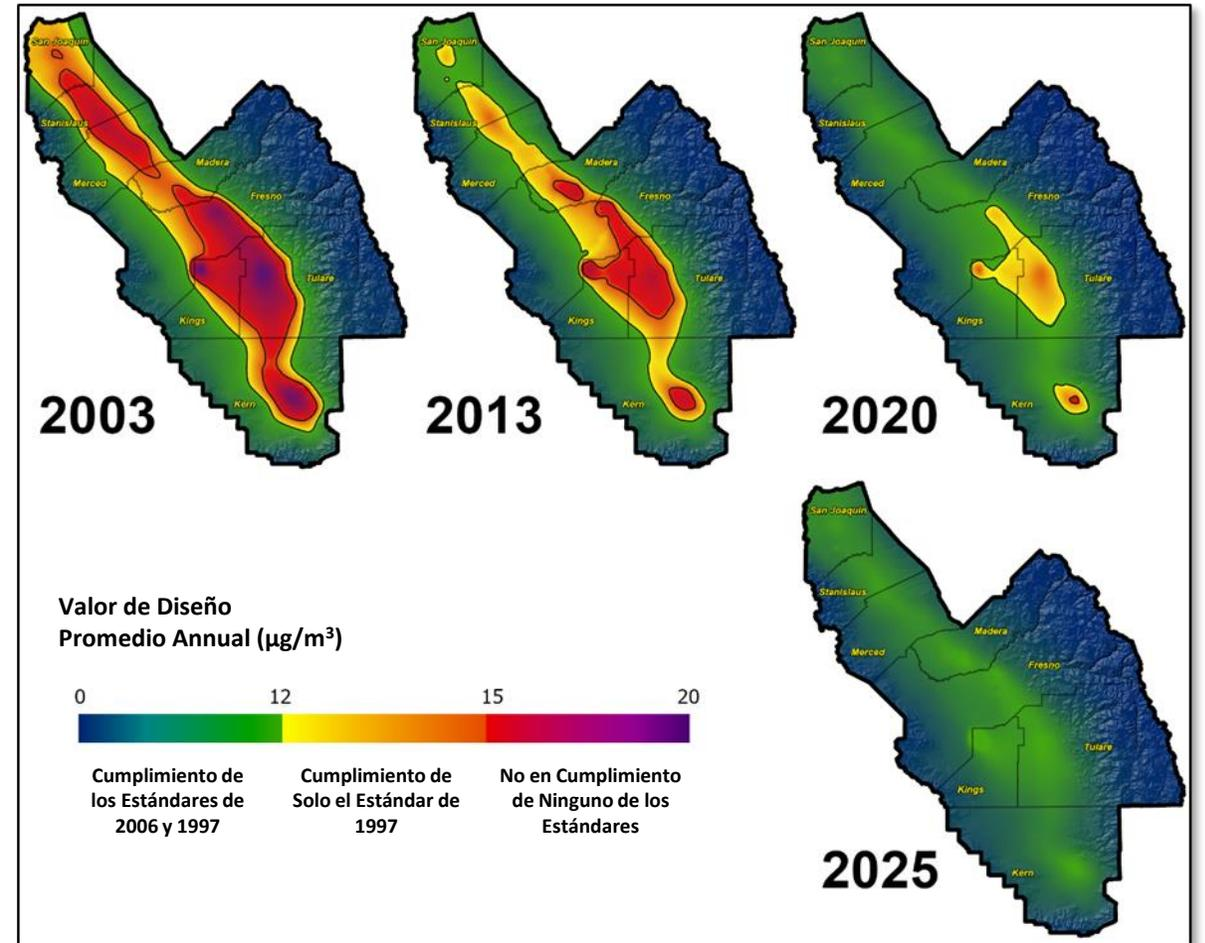 San Joaquin
Stanislaus
Merced
Madera
Fresno
Tulare
Kings
Kern
2003
San Joaquin
Stanislaus
Merced
Madera
Fresno
Tulare
Kings
Kern
2013
San Joaquin
Stanislaus
Merced
Madera
Fresno
Tulare
Kings
Kern
2020
San Joaquin
Stanislaus
Merced
Madera
Fresno
Tulare
Kings
Kern
2025
Valor de Diseño
Promedio Annual (µg/m³)
0 12 15 20
Cumplimiento de
los Estándares de
2006 y 1997
Cumplimiento de
Solo el Estándar de
1997
No en Cumplimiento
de Ninguno de los
Estándares